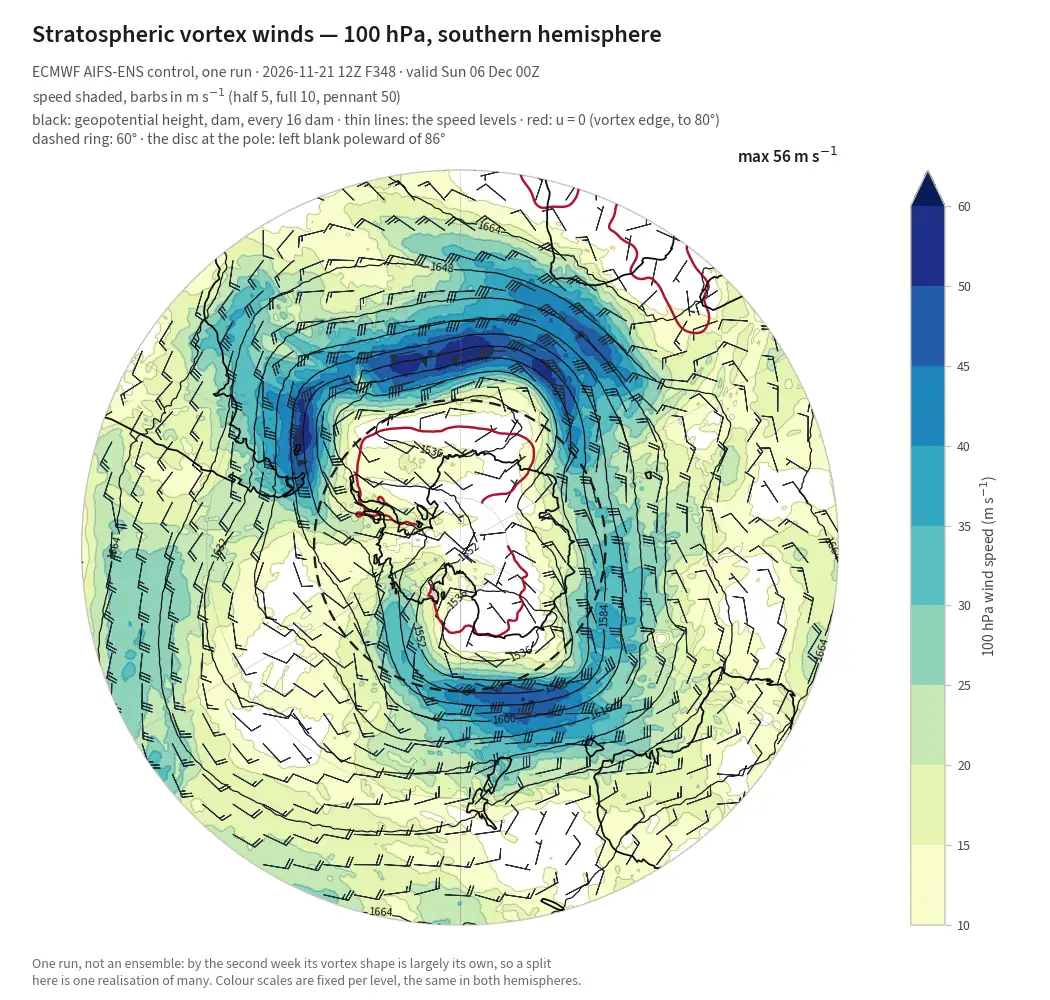 Stratospheric vortex winds — 100 hPa, southern hemisphere
ECMWF AIFS-ENS control, one run · 2026-11-21 12Z F348 · valid Sun 06 Dec 00Z
speed shaded, barbs in m s⁻¹ (half 5, full 10, pennant 50)
black: geopotential height, dam, every 16 dam · thin lines: the speed levels · red: u = 0 (vortex edge, to 80°)
dashed ring: 60° · the disc at the pole: left blank poleward of 86°
max 56 m s⁻¹
1664
1648
1536
1664
1632
1552
1536
1552
1584
1664
1536
1600
1616
1664
60
50
45
40
35
30
25
20
15
10
100 hPa wind speed (m s⁻¹)
One run, not an ensemble: by the second week its vortex shape is largely its own, so a split
here is one realisation of many. Colour scales are fixed per level, the same in both hemispheres.